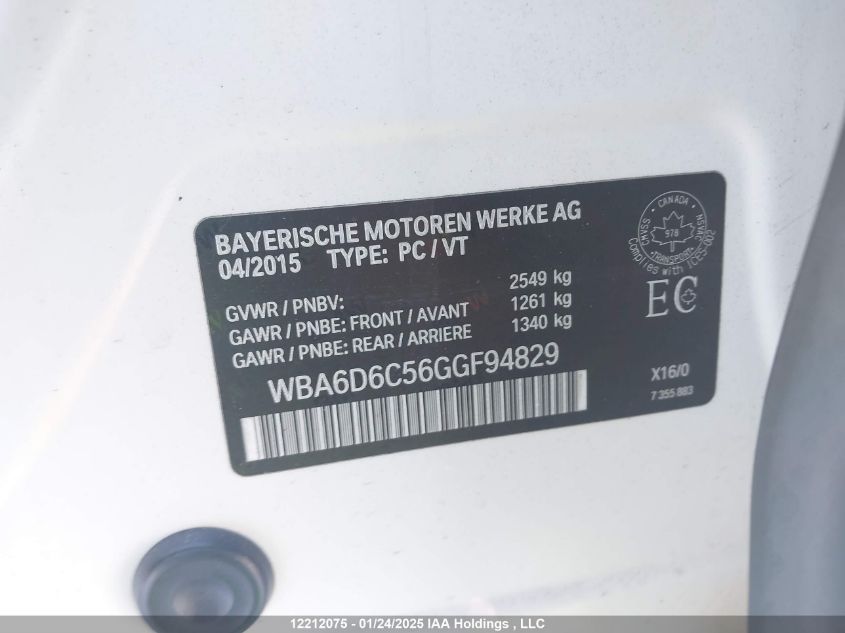 BAYERISCHE MOTOREN WERKE AG
04/2015 TYPE: PC / VT
GVWR / PNBV: 2549 kg
GAWR / PNBE: FRONT / AVANT 1261 kg
GAWR / PNBE: REAR / ARRIERE 1340 kg
WBA6D6C56GGF94829
CANADA
CMVSS
NSVAC
978
TRANSPORT
Complies with ICES-002
EC
X16/0
7 355 883
12212075 - 01/24/2025 IAA Holdings , LLC